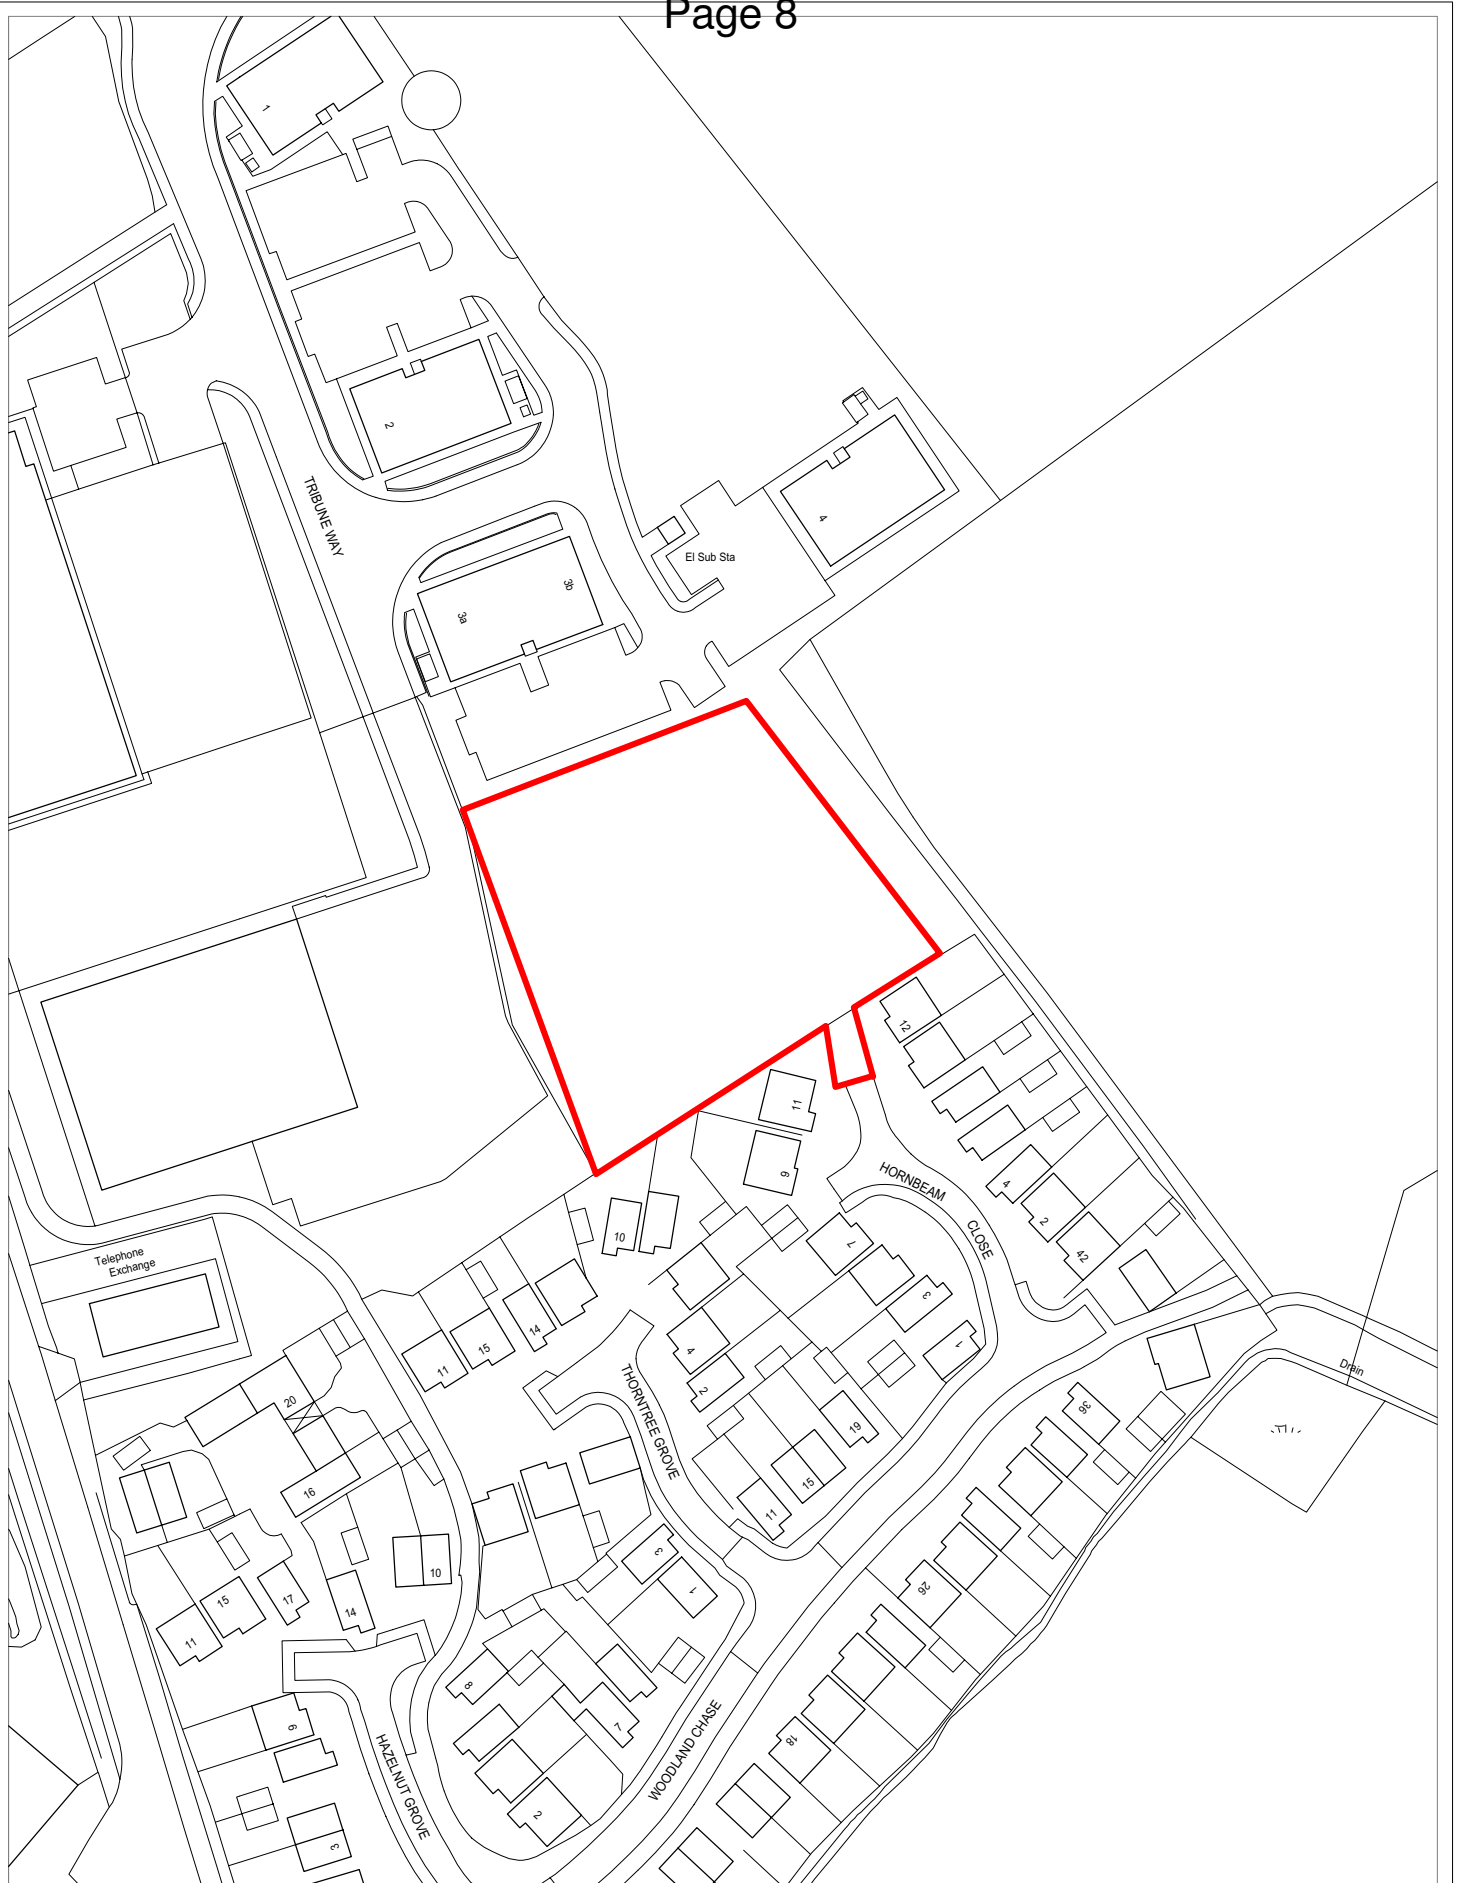 Page 8
1
2
TRIBUNE WAY
4
El Sub Sta
3b
3a
12
11
9
HORNBEAM
CLOSE
4
2
42
10
7
3
1
Telephone
Exchange
14
15
11
4
2
THORNTREE GROVE
Drain
20
19
36
16
15
11
10
3
1
26
17
15
14
11
8
7
18
6
HAZELNUT GROVE
WOODLAND CHASE
2
3